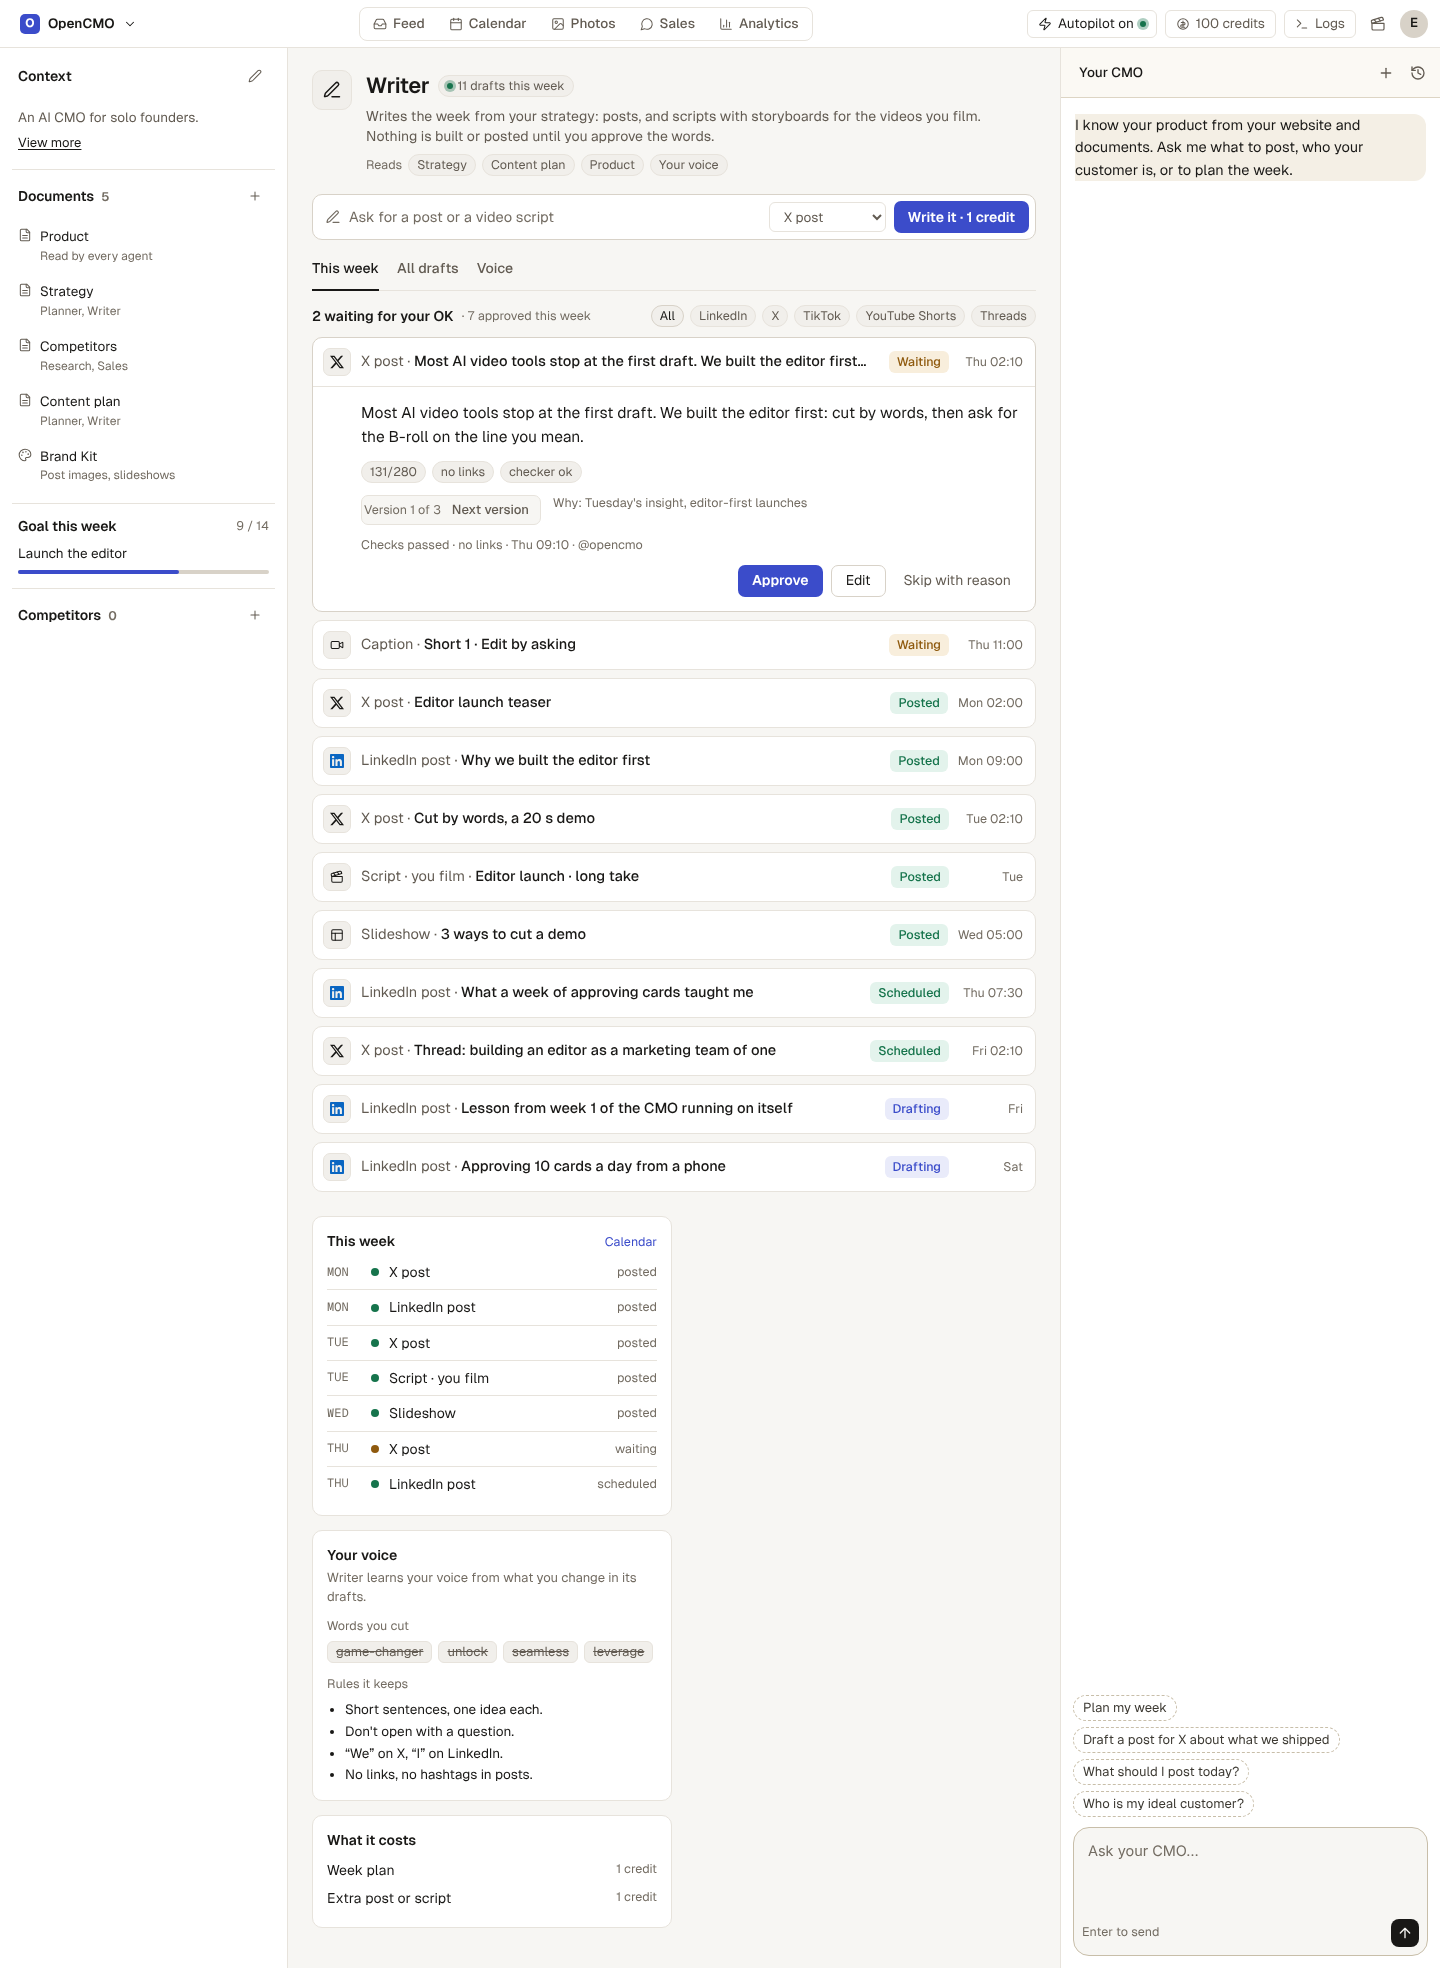 O OpenCMO
Feed Calendar Photos Sales Analytics
Autopilot on 100 credits Logs E
Context
An AI CMO for solo founders.
View more
Documents 5
Product
Read by every agent
Strategy
Planner, Writer
Competitors
Research, Sales
Content plan
Planner, Writer
Brand Kit
Post images, slideshows
Goal this week 9 / 14
Launch the editor
Competitors 0
Writer 11 drafts this week
Writes the week from your strategy: posts, and scripts with storyboards for the videos you film.
Nothing is built or posted until you approve the words.
Reads Strategy Content plan Product Your voice
Ask for a post or a video script X post Write it · 1 credit
This week All drafts Voice
2 waiting for your OK · 7 approved this week All LinkedIn X TikTok YouTube Shorts Threads
X post · Most AI video tools stop at the first draft. We built the editor first... Waiting Thu 02:10
Most AI video tools stop at the first draft. We built the editor first: cut by words, then ask for
the B-roll on the line you mean.
131/280 no links checker ok
Version 1 of 3 Next version Why: Tuesday's insight, editor-first launches
Checks passed · no links · Thu 09:10 · @opencmo
Approve Edit Skip with reason
Caption · Short 1 · Edit by asking Waiting Thu 11:00
X post · Editor launch teaser Posted Mon 02:00
LinkedIn post · Why we built the editor first Posted Mon 09:00
X post · Cut by words, a 20 s demo Posted Tue 02:10
Script · you film · Editor launch · long take Posted Tue
Slideshow · 3 ways to cut a demo Posted Wed 05:00
LinkedIn post · What a week of approving cards taught me Scheduled Thu 07:30
X post · Thread: building an editor as a marketing team of one Scheduled Fri 02:10
LinkedIn post · Lesson from week 1 of the CMO running on itself Drafting Fri
LinkedIn post · Approving 10 cards a day from a phone Drafting Sat
This week Calendar
MON X post posted
MON LinkedIn post posted
TUE X post posted
TUE Script · you film posted
WED Slideshow posted
THU X post waiting
THU LinkedIn post scheduled
Your voice
Writer learns your voice from what you change in its
drafts.
Words you cut
game-changer unlock seamless leverage
Rules it keeps
• Short sentences, one idea each.
• Don't open with a question.
• “We” on X, “I” on LinkedIn.
• No links, no hashtags in posts.
What it costs
Week plan 1 credit
Extra post or script 1 credit
Your CMO
I know your product from your website and
documents. Ask me what to post, who your
customer is, or to plan the week.
Plan my week
Draft a post for X about what we shipped
What should I post today?
Who is my ideal customer?
Ask your CMO...
Enter to send